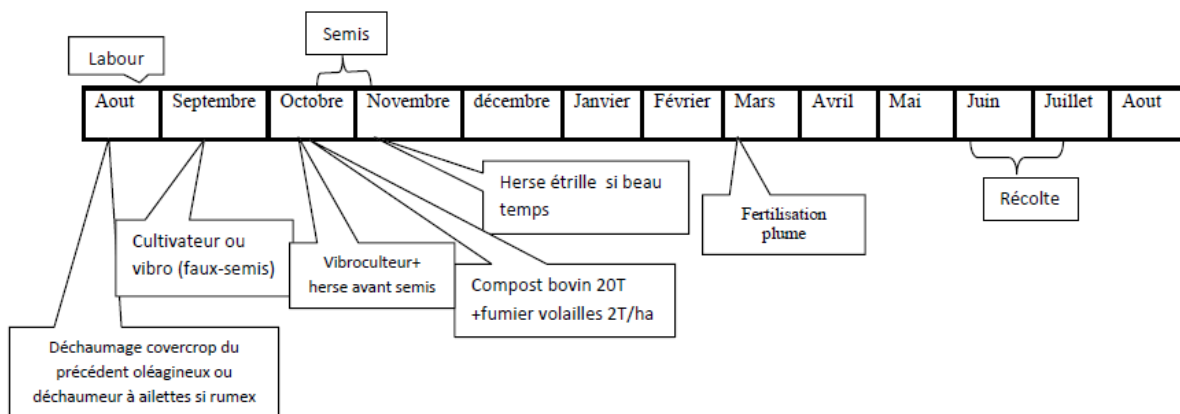 Semis
Labour
Aout Septembre Octobre Novembre décembre Janvier Février Mars Avril Mai Juin Juillet Aout
Herse étrille si beau
temps
Récolte
Fertilisation
plume
Cultivateur ou
vibro (faux-semis)
Vibroculteur+
herse avant semis
Compost bovin 20T
+fumier volailles 2T/ha
Déchaumage covercrop du
précédent oléagineux ou
déchaumeur à ailettes si rumex